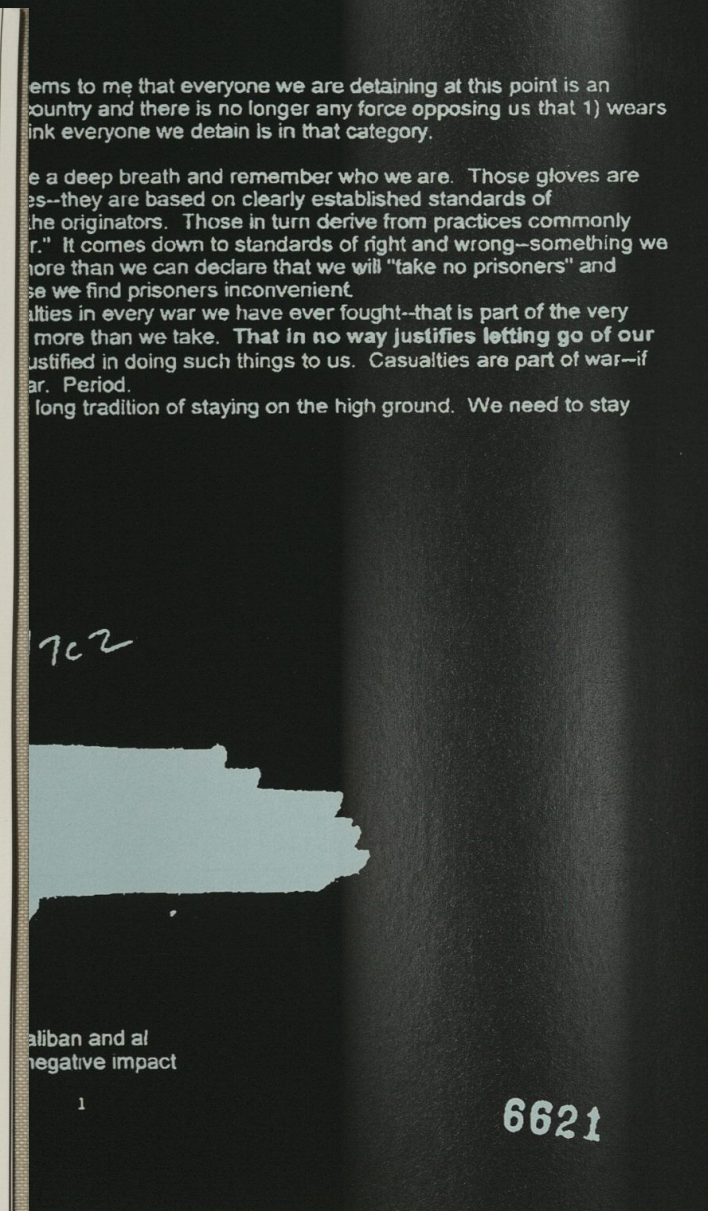 ems to me that everyone we are detaining at this point is an
country and there is no longer any force opposing us that 1) wears
ink everyone we detain is in that category.
e a deep breath and remember who we are. Those gloves are
es--they are based on clearly established standards of
he originators. Those in turn derive from practices commonly
r." It comes down to standards of right and wrong--something we
more than we can declare that we will "take no prisoners" and
se we find prisoners inconvenient.
alties in every war we have ever fought--that is part of the very
more than we take. That in no way justifies letting go of our
ustified in doing such things to us. Casualties are part of war--if
ar. Period.
long tradition of staying on the high ground. We need to stay
7c2
aliban and al
negative impact
1
6621